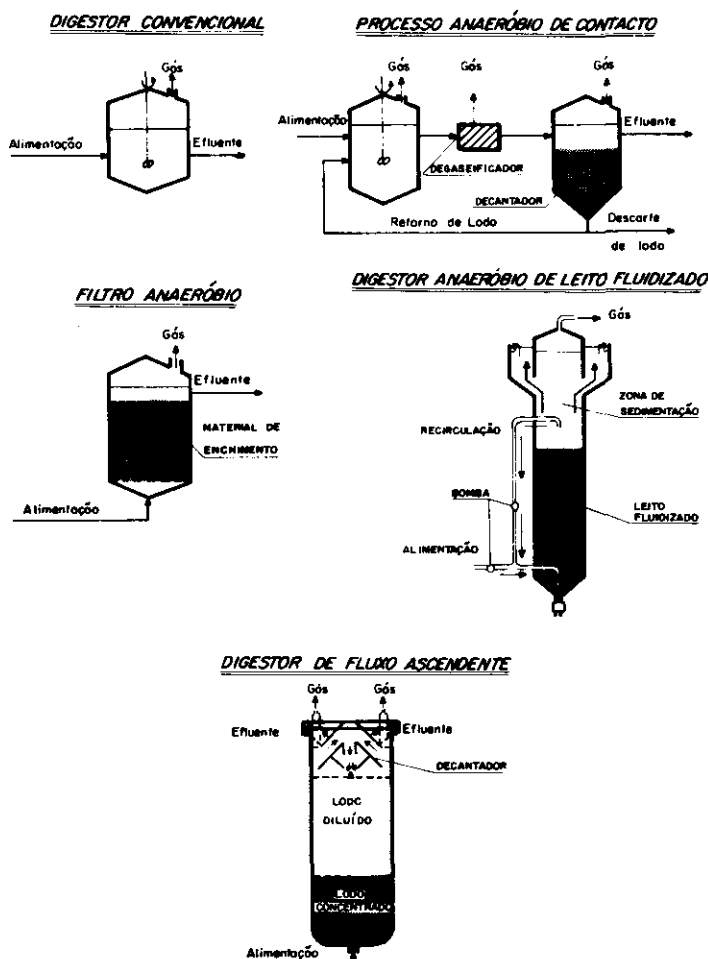 DIGESTOR CONVENCIONAL
Gás
Alimentação
Efluente
PROCESSO ANAERÓBIO DE CONTACTO
Gás
Gás
Gás
Alimentação
Efluente
DEGASEIFICADOR
DECANTADOR
Retorno de Lodo
Descarte
de lodo
FILTRO ANAERÓBIO
Gás
Efluente
MATERIAL DE
ENCHIMENTO
Alimentação
DIGESTOR ANAERÓBIO DE LEITO FLUIDIZADO
Gás
ZONA DE
SEDIMENTAÇÃO
RECIRCULAÇÃO
BOMBA
LEITO
FLUIDIZADO
ALIMENTAÇÃO
DIGESTOR DE FLUXO ASCENDENTE
Gás
Gás
Efluente
Efluente
DECANTADOR
LODO
DILUÍDO
LODO
CONCENTRADO
Alimentação